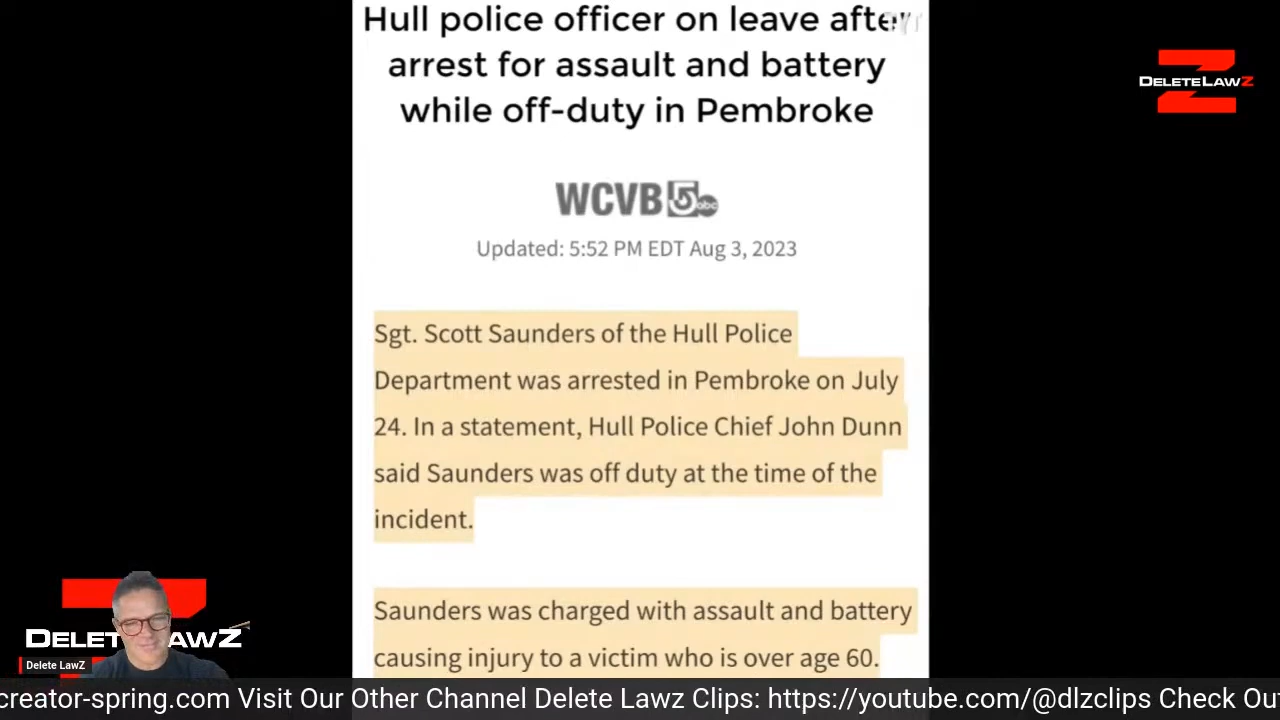 Hull police officer on leave after
arrest for assault and battery
while off-duty in Pembroke
DELETELAWZ
WCVB 5 abc
Updated: 5:52 PM EDT Aug 3, 2023
Sgt. Scott Saunders of the Hull Police
Department was arrested in Pembroke on July
24. In a statement, Hull Police Chief John Dunn
said Saunders was off duty at the time of the
incident.
Saunders was charged with assault and battery
causing injury to a victim who is over age 60.
DELET LAWZ
Delete LawZ
creator-spring.com Visit Our Other Channel Delete Lawz Clips: https://youtube.com/@dlzclips Check Out